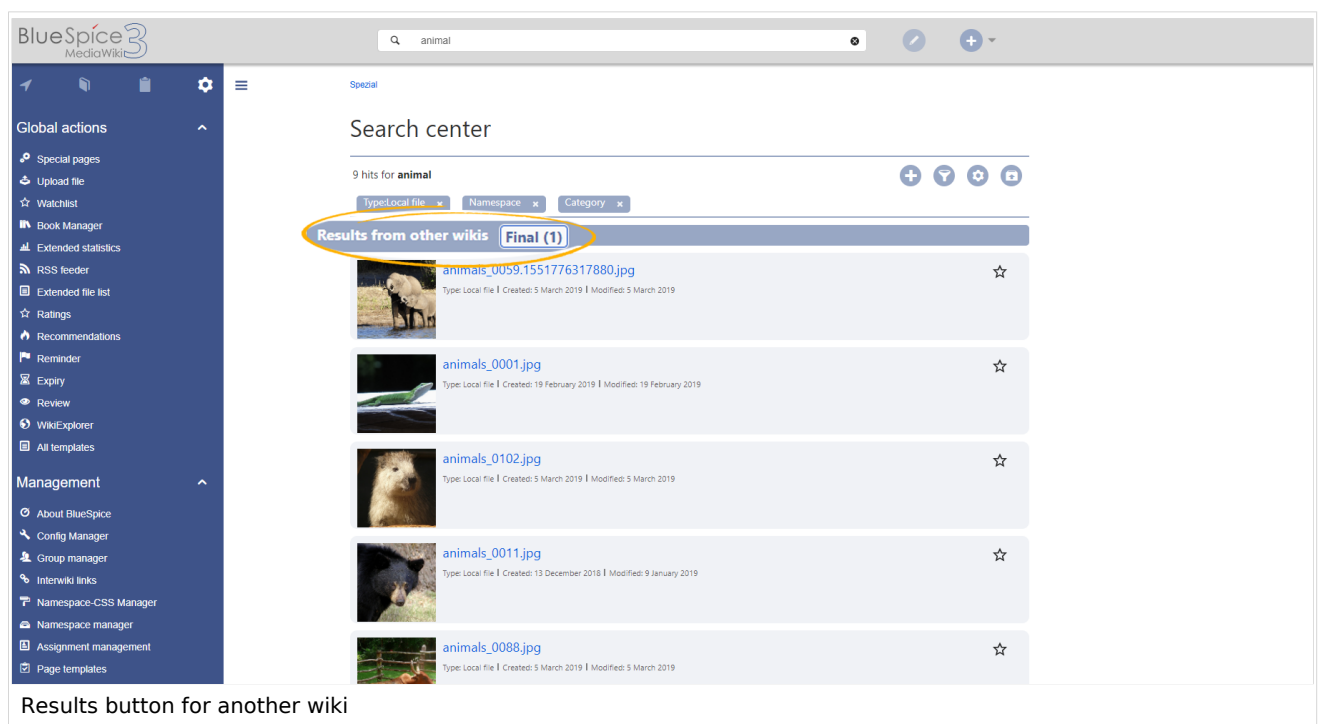 BlueSpice 3
MediaWiki
animal
Spezial
Global actions
Special pages
Upload file
Watchlist
Book Manager
Extended statistics
RSS feeder
Extended file list
Ratings
Recommendations
Reminder
Expiry
Review
WikiExplorer
All templates
Management
About BlueSpice
Config Manager
Group manager
Interwiki links
Namespace-CSS Manager
Namespace manager
Assignment management
Page templates
Search center
9 hits for animal
Type:Local file x Namespace x Category x
Results from other wikis Final (1)
animals_0059.1551776317880.jpg
Type: Local file | Created: 5 March 2019 | Modified: 5 March 2019
animals_0001.jpg
Type: Local file | Created: 19 February 2019 | Modified: 19 February 2019
animals_0102.jpg
Type: Local file | Created: 5 March 2019 | Modified: 5 March 2019
animals_0011.jpg
Type: Local file | Created: 13 December 2018 | Modified: 9 January 2019
animals_0088.jpg
Type: Local file | Created: 5 March 2019 | Modified: 5 March 2019
Results button for another wiki